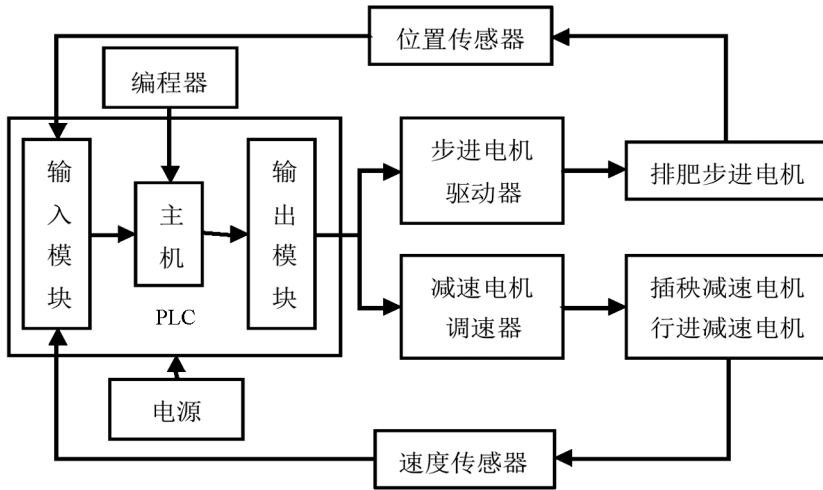 位置传感器
编程器
输入模块
主机
输出模块
PLC
步进电机
驱动器
排肥步进电机
减速电机
调速器
插秧减速电机
行进减速电机
电源
速度传感器